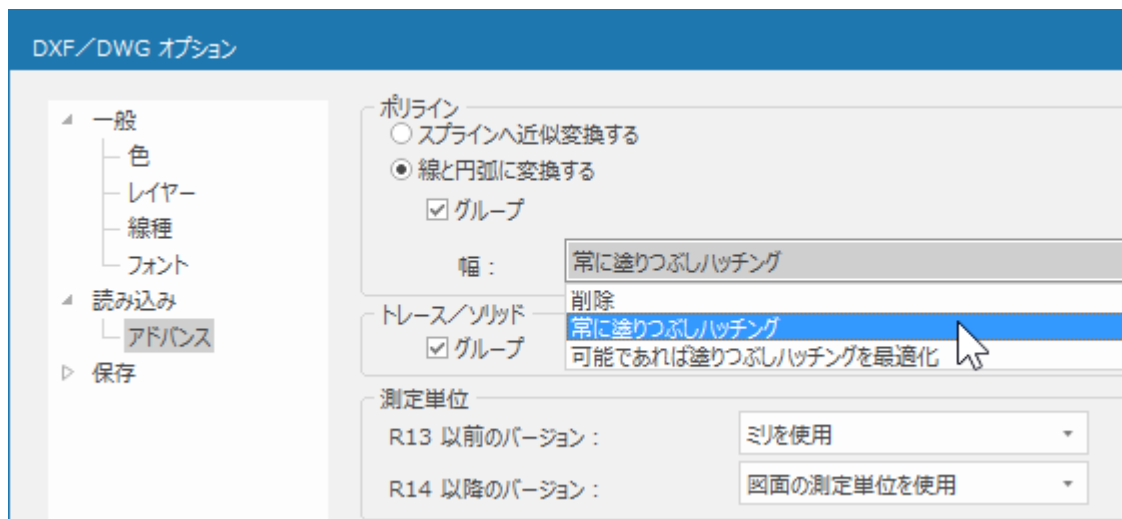 DXF／DWG オプション
一般
色
レイヤー
線種
フォント
読み込み
アドバンス
保存
ポリライン
スプラインへ近似変換する
線と円弧に変換する
グループ
幅：
常に塗りつぶしハッチング
削除
常に塗りつぶしハッチング
可能であれば塗りつぶしハッチングを最適化
トレース／ソリッド
グループ
測定単位
R13 以前のバージョン： ミリを使用
R14 以降のバージョン： 図面の測定単位を使用